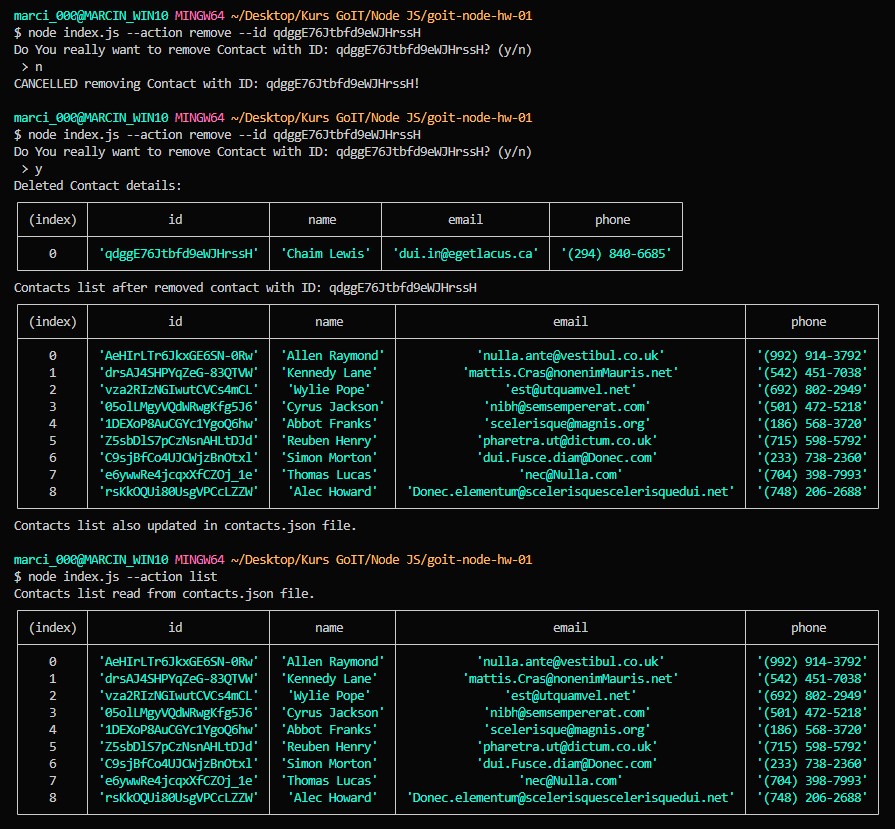 marci_000@MARCIN_WIN10 MINGW64 ~/Desktop/Kurs GoIT/Node JS/goit-node-hw-01
$ node index.js --action remove --id qdggE76Jtbfd9eWJHrssH
Do You really want to remove Contact with ID: qdggE76Jtbfd9eWJHrssH? (y/n)
> n
CANCELLED removing Contact with ID: qdggE76Jtbfd9eWJHrssH!
marci_000@MARCIN_WIN10 MINGW64 ~/Desktop/Kurs GoIT/Node JS/goit-node-hw-01
$ node index.js --action remove --id qdggE76Jtbfd9eWJHrssH
Do You really want to remove Contact with ID: qdggE76Jtbfd9eWJHrssH? (y/n)
> y
Deleted Contact details:
(index) id name email phone
0 'qdggE76Jtbfd9eWJHrssH' 'Chaim Lewis' 'dui.in@egetlacus.ca' '(294) 840-6685'
Contacts list after removed contact with ID: qdggE76Jtbfd9eWJHrssH
(index) id name email phone
0 'AeHIrLTr6JkxGE6SN-0Rw' 'Allen Raymond' 'nulla.ante@vestibul.co.uk' '(992) 914-3792'
1 'drsAJ4SHPYqZeG-83QTVW' 'Kennedy Lane' 'mattis.Cras@nonenimMauris.net' '(542) 451-7038'
2 'vza2RIzNGIwutCVCs4mCL' 'Wylie Pope' 'est@utquamvel.net' '(692) 802-2949'
3 '05olLMgyVQdWRwgKfg5J6' 'Cyrus Jackson' 'nibh@semsempererat.com' '(501) 472-5218'
4 '1DEXoP8AuCGYc1YgoQ6hw' 'Abbot Franks' 'scelerisque@magnis.org' '(186) 568-3720'
5 'Z5sbDlS7pCzNsnAHLtDJd' 'Reuben Henry' 'pharetra.ut@dictum.co.uk' '(715) 598-5792'
6 'C9sjBfCo4UJCWjzBnOtxl' 'Simon Morton' 'dui.Fusce.diam@Donec.com' '(233) 738-2360'
7 'e6ywwRe4jcqxXfCZOj_1e' 'Thomas Lucas' 'nec@Nulla.com' '(704) 398-7993'
8 'rsKkOQUi80UsgVPCcLZZW' 'Alec Howard' 'Donec.elementum@scelerisquescelerisquedui.net' '(748) 206-2688'
Contacts list also updated in contacts.json file.
marci_000@MARCIN_WIN10 MINGW64 ~/Desktop/Kurs GoIT/Node JS/goit-node-hw-01
$ node index.js --action list
Contacts list read from contacts.json file.
(index) id name email phone
0 'AeHIrLTr6JkxGE6SN-0Rw' 'Allen Raymond' 'nulla.ante@vestibul.co.uk' '(992) 914-3792'
1 'drsAJ4SHPYqZeG-83QTVW' 'Kennedy Lane' 'mattis.Cras@nonenimMauris.net' '(542) 451-7038'
2 'vza2RIzNGIwutCVCs4mCL' 'Wylie Pope' 'est@utquamvel.net' '(692) 802-2949'
3 '05olLMgyVQdWRwgKfg5J6' 'Cyrus Jackson' 'nibh@semsempererat.com' '(501) 472-5218'
4 '1DEXoP8AuCGYc1YgoQ6hw' 'Abbot Franks' 'scelerisque@magnis.org' '(186) 568-3720'
5 'Z5sbDlS7pCzNsnAHLtDJd' 'Reuben Henry' 'pharetra.ut@dictum.co.uk' '(715) 598-5792'
6 'C9sjBfCo4UJCWjzBnOtxl' 'Simon Morton' 'dui.Fusce.diam@Donec.com' '(233) 738-2360'
7 'e6ywwRe4jcqxXfCZOj_1e' 'Thomas Lucas' 'nec@Nulla.com' '(704) 398-7993'
8 'rsKkOQUi80UsgVPCcLZZW' 'Alec Howard' 'Donec.elementum@scelerisquescelerisquedui.net' '(748) 206-2688'